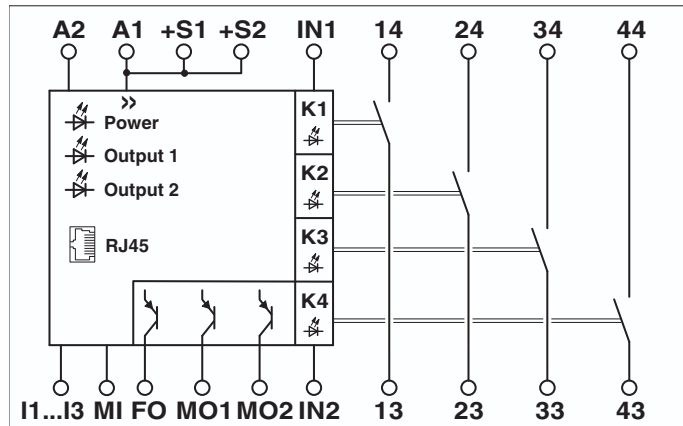 A2 A1 +S1 +S2 IN1 14 24 34 44
»
K1
Power
Output 1
K2
Output 2
K3
RJ45
K4
I1...I3 MI FO MO1 MO2 IN2 13 23 33 43